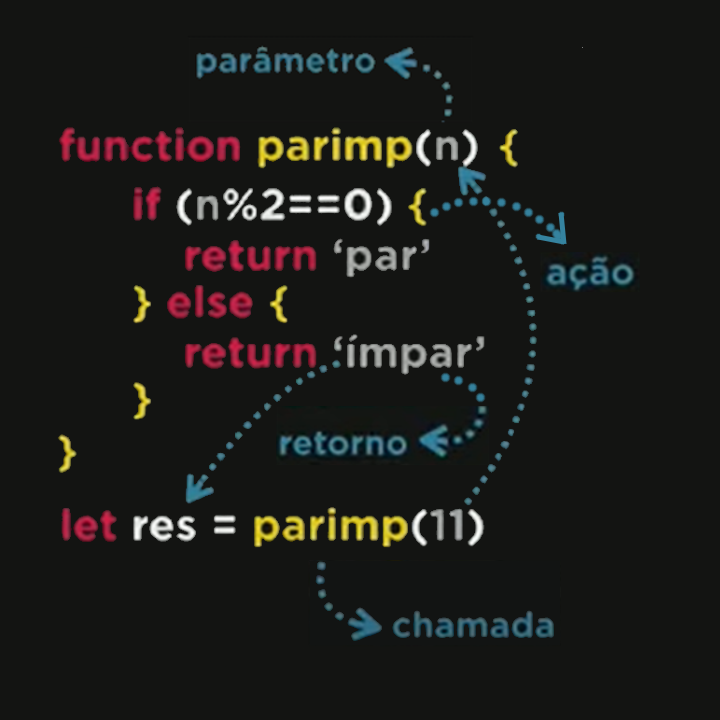 parâmetro
function parimp(n) {
if (n%2==0) {
return ‘par’
ação
} else {
return ‘ímpar’
}
retorno
}
let res = parimp(11)
chamada